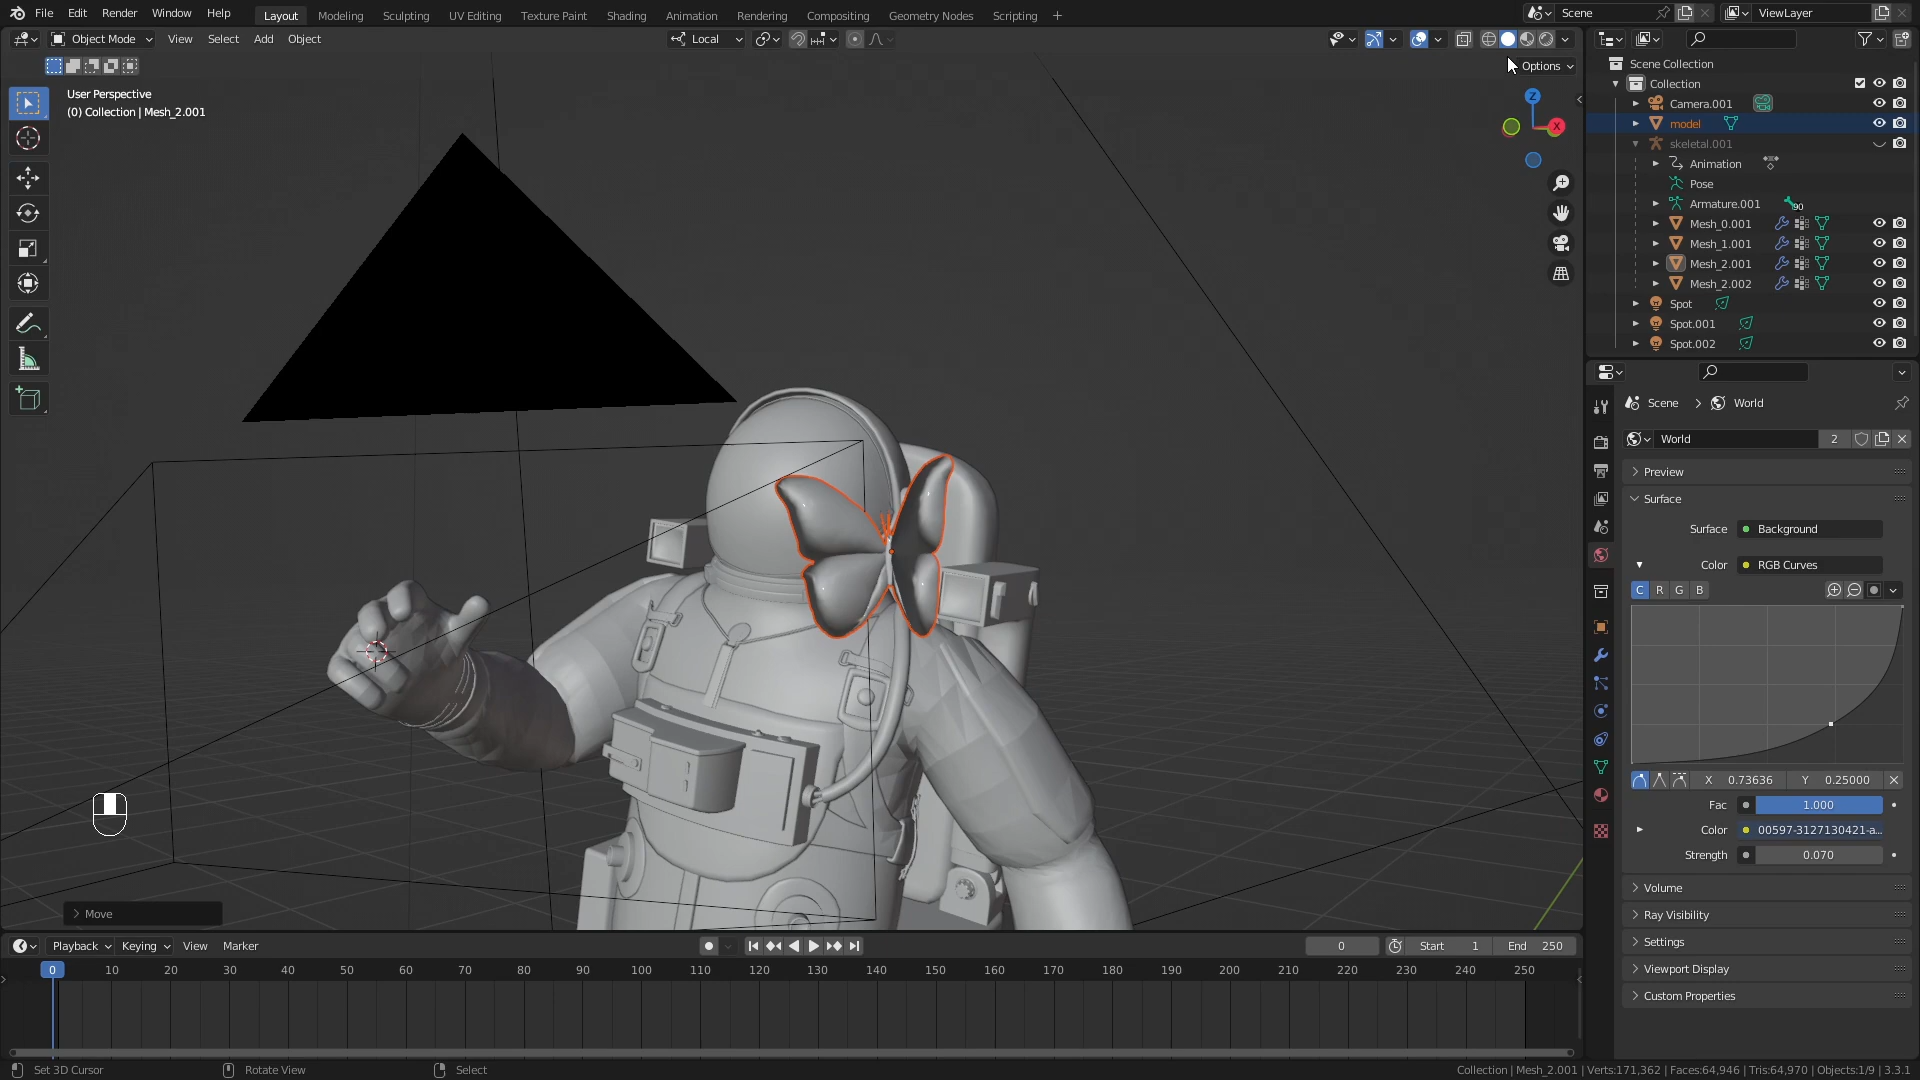 File Edit Render Window Help Layout Modeling Sculpting UV Editing Texture Paint Shading Animation Rendering Compositing Geometry Nodes Scripting + Scene ViewLayer
Object Mode View Select Add Object Local
Options
User Perspective
(0) Collection | Mesh_2.001
Z
X
Move
Scene Collection
Collection
Camera.001
model
skeletal.001
Animation
Pose
Armature.001 90
Mesh_0.001
Mesh_1.001
Mesh_2.001
Mesh_2.002
Spot
Spot.001
Spot.002
Scene > World
World 2
Preview
Surface
Surface Background
Color RGB Curves
C R G B
X 0.73636 Y 0.25000
Fac 1.000
Color 00597-3127130421-a...
Strength 0.070
Volume
Ray Visibility
Settings
Viewport Display
Custom Properties
Playback Keying View Marker 0 Start 1 End 250
0 10 20 30 40 50 60 70 80 90 100 110 120 130 140 150 160 170 180 190 200 210 220 230 240 250
Set 3D Cursor Rotate View Select Collection | Mesh_2.001 | Verts:171,362 | Faces:64,946 | Tris:64,970 | Objects:1/9 | 3.3.1